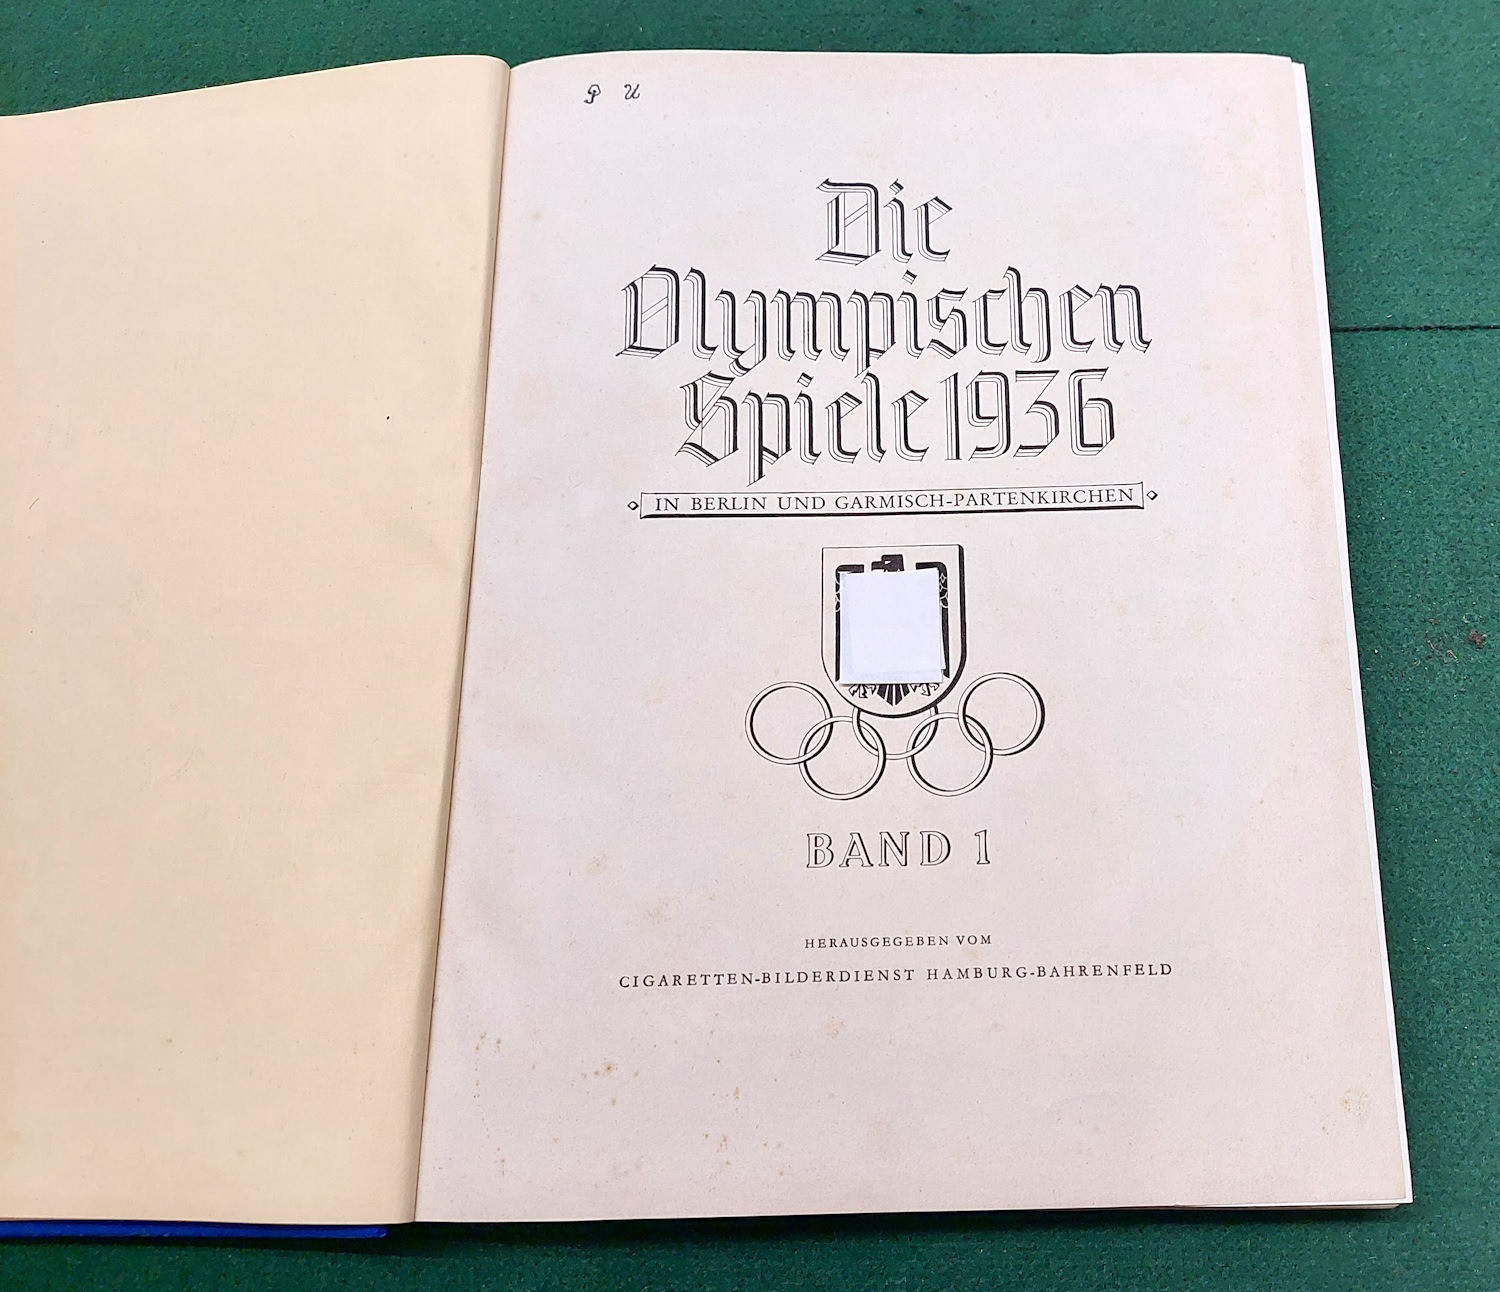 P U
Die
Olympischen
Spiele 1936
IN BERLIN UND GARMISCH-PARTENKIRCHEN
BAND 1
HERAUSGEGEBEN VOM
CIGARETTEN-BILDERDIENST HAMBURG-BAHRENFELD